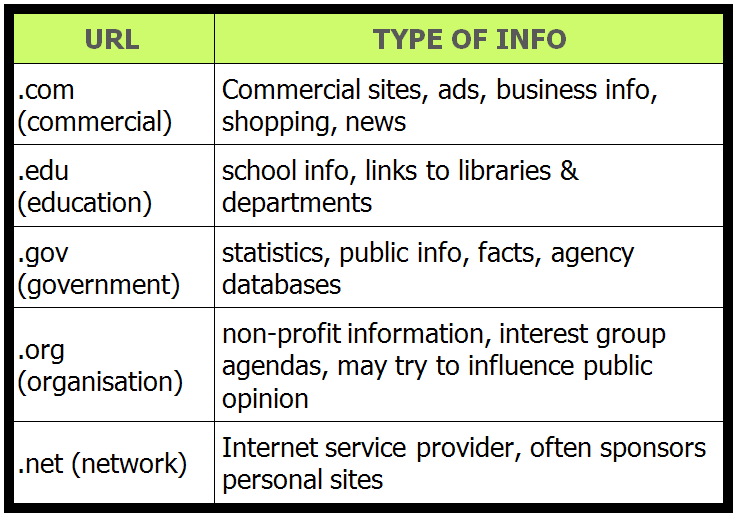 URL
TYPE OF INFO
.com
(commercial)
Commercial sites, ads, business info,
shopping, news
.edu
(education)
school info, links to libraries &
departments
.gov
(government)
statistics, public info, facts, agency
databases
.org
(organisation)
non-profit information, interest group
agendas, may try to influence public
opinion
.net (network)
Internet service provider, often sponsors
personal sites